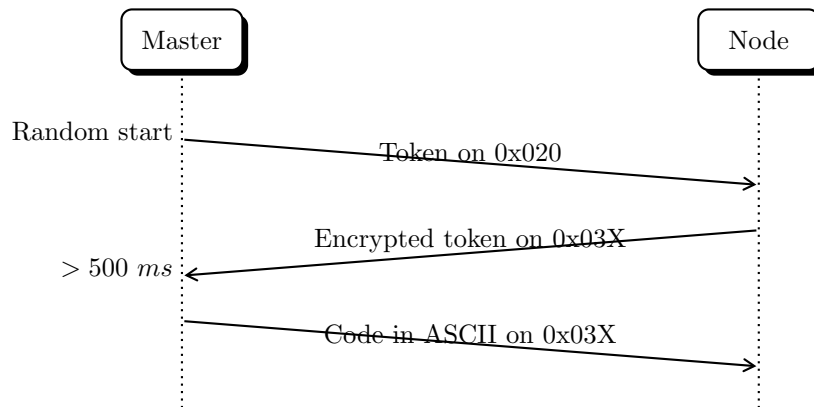 Master
Node
Random start
Token on 0x020
Encrypted token on 0x03X
> 500 ms
Code in ASCII on 0x03X